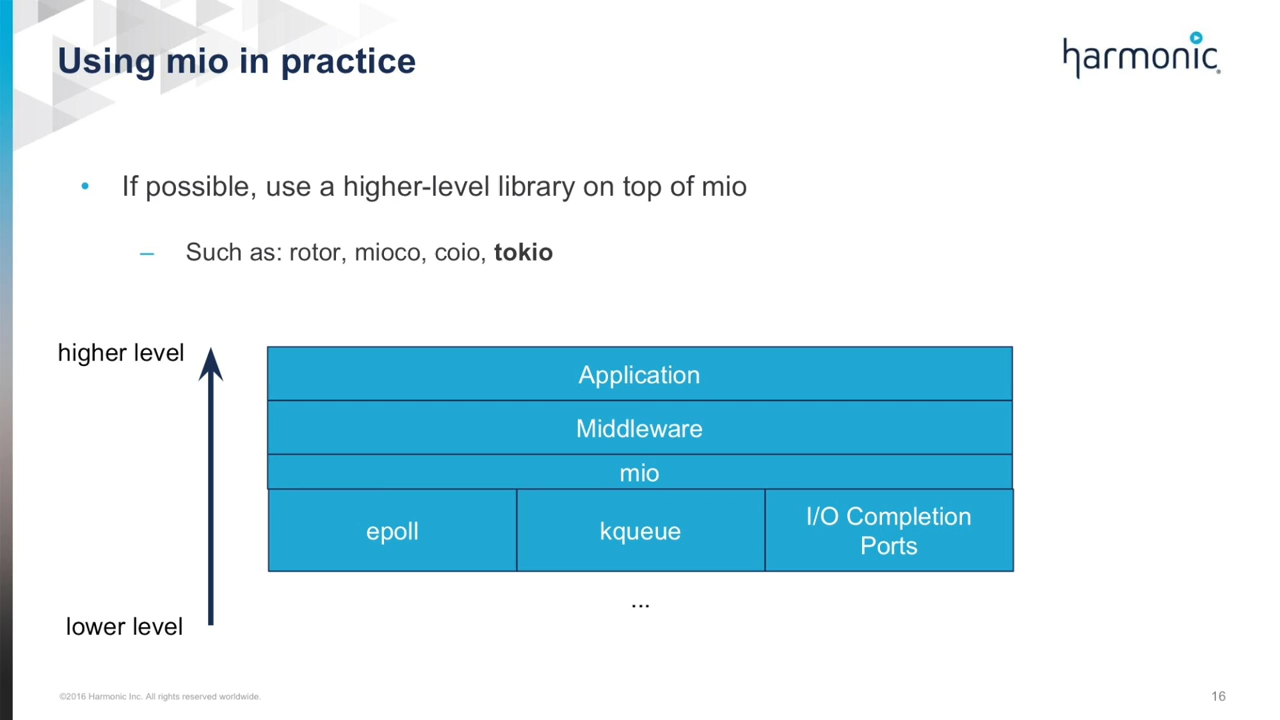 Using mio in practice
harmonic
• If possible, use a higher-level library on top of mio
– Such as: rotor, mioco, coio, tokio
higher level
Application
Middleware
mio
epoll
kqueue
I/O Completion
Ports
...
lower level
©2016 Harmonic Inc. All rights reserved worldwide.
16